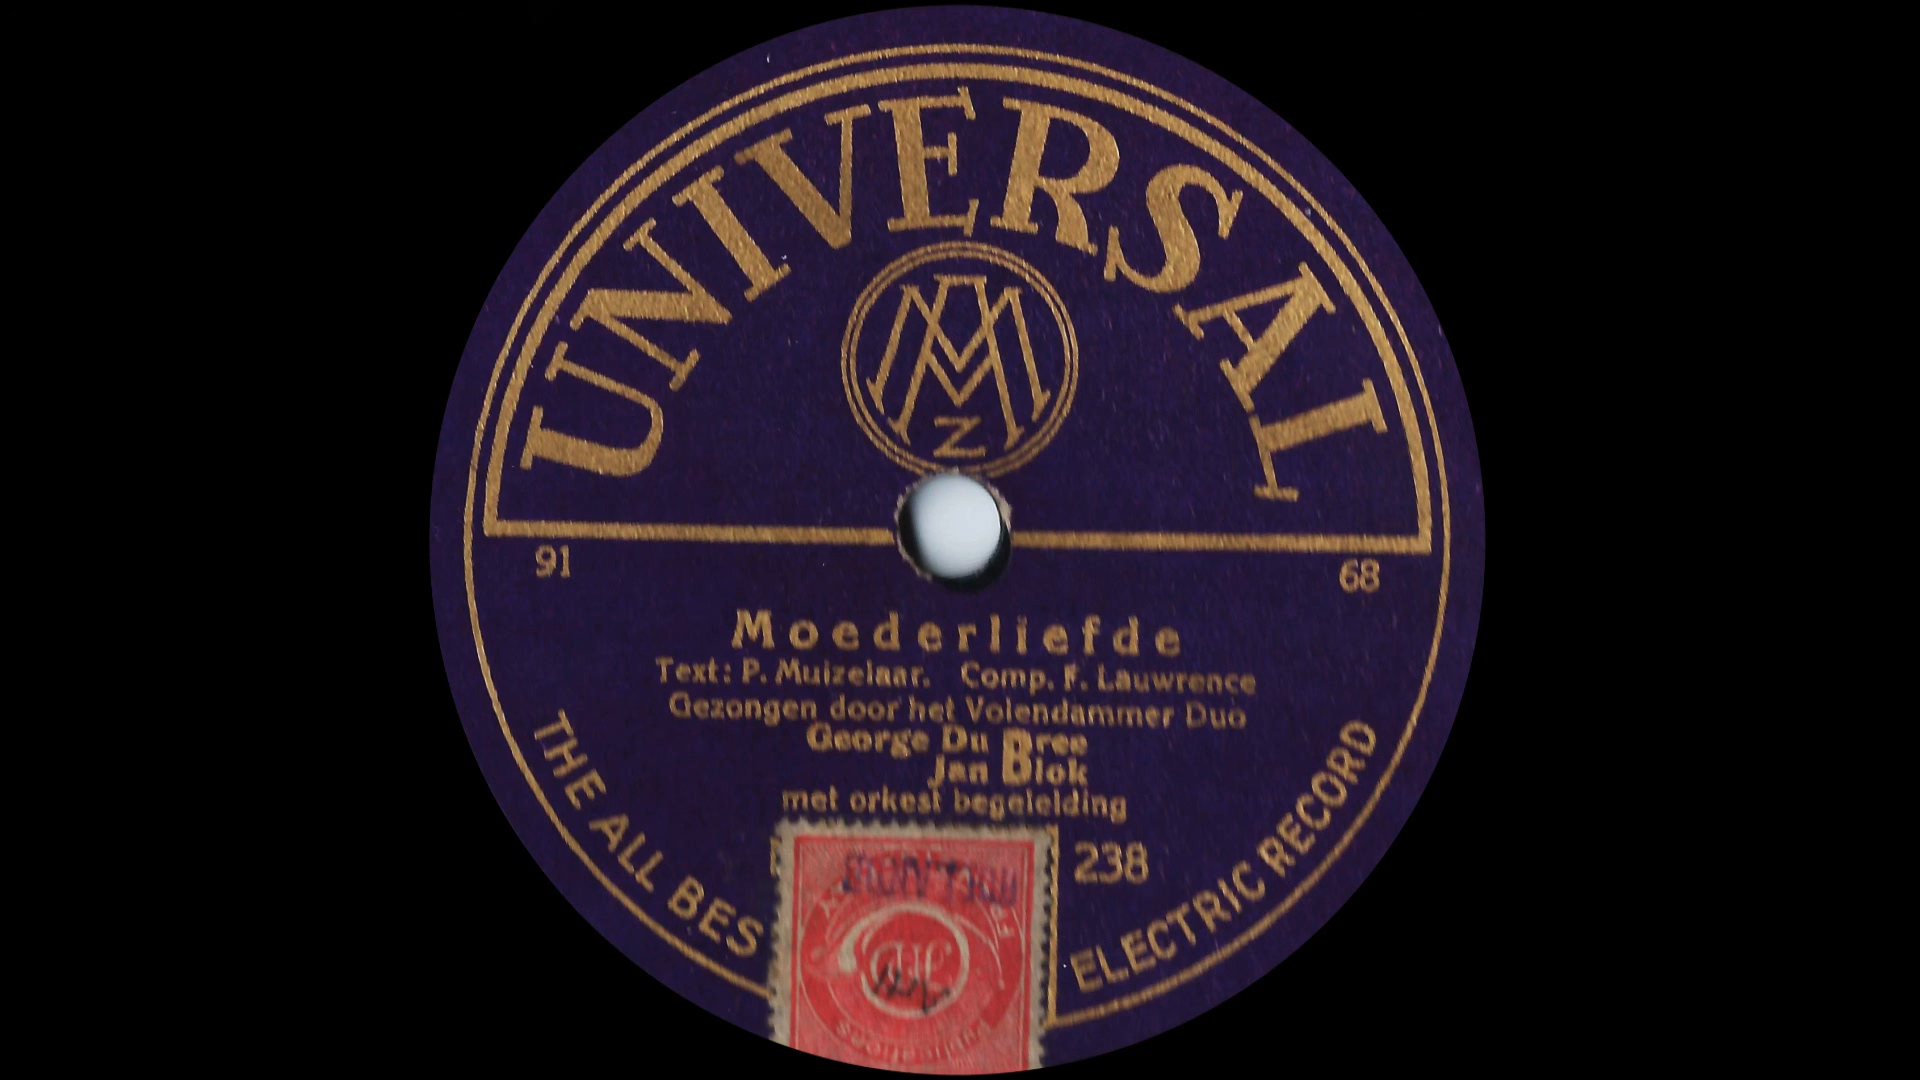 UNIVERSAL
Z
91
68
Moederliefde
Text: P. Muizelaar. Comp. F. Lauwrence
Gezongen door het Volendammer Duo
George Du Bree
Jan Blok
met orkest begeleiding
238
THE ALL BES
ELECTRIC RECORD